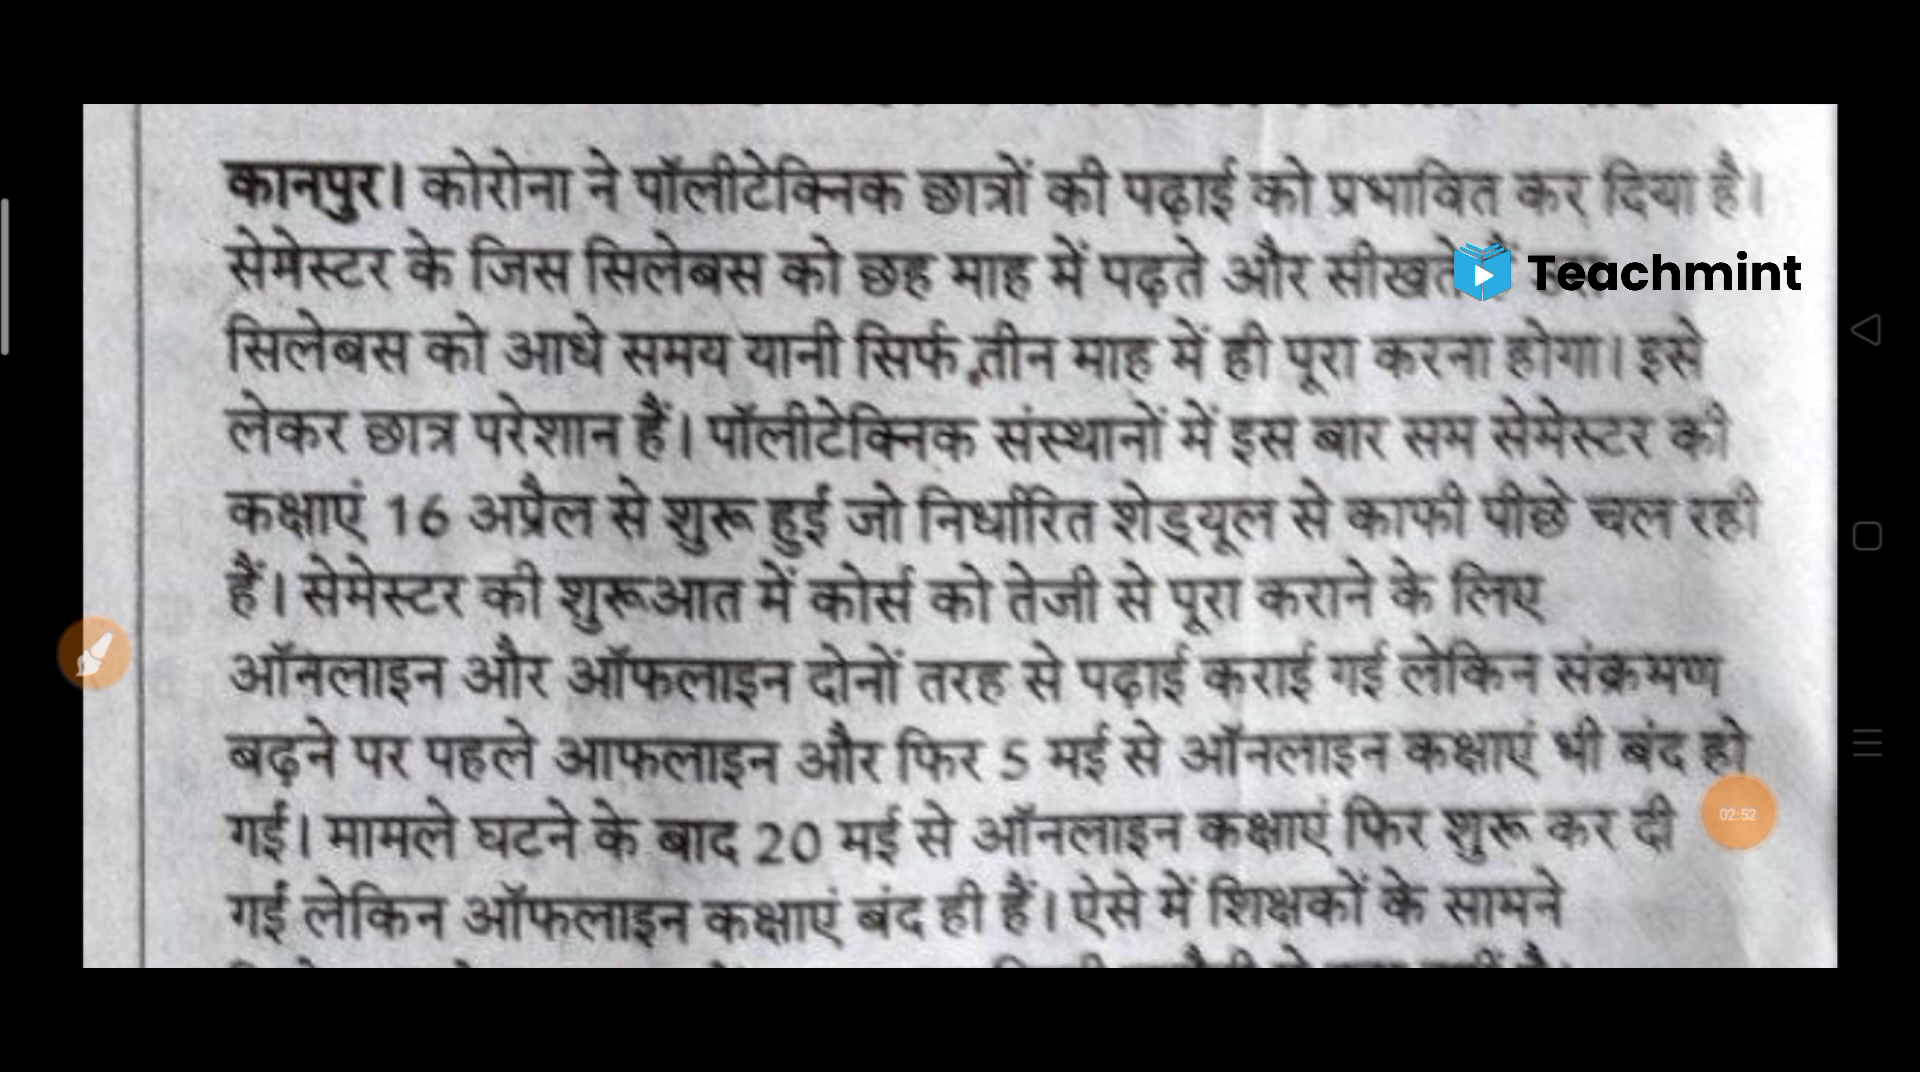 कानपुर। कोरोना ने पॉलीटेक्निक छात्रों की पढ़ाई को प्रभावित कर दिया है।
सेमेस्टर के जिस सिलेबस को छह माह में पढ़ते और सीखते
Teachmint
सिलेबस को आधे समय यानी सिर्फ तीन माह में ही पूरा करना होगा। इसे
लेकर छात्र परेशान हैं। पॉलीटेक्निक संस्थानों में इस बार सम सेमेस्टर की
कक्षाएं 16 अप्रैल से शुरू हुईं जो निर्धारित शेड्यूल से काफी पीछे चल रही
हैं। सेमेस्टर की शुरूआत में कोर्स को तेजी से पूरा कराने के लिए
ऑनलाइन और ऑफलाइन दोनों तरह से पढ़ाई कराई गई लेकिन संक्रमण
बढ़ने पर पहले आफलाइन और फिर 5 मई से ऑनलाइन कक्षाएं भी बंद हो
गईं। मामले घटने के बाद 20 मई से ऑनलाइन कक्षाएं फिर शुरू कर दी
02:52
गईं लेकिन ऑफलाइन कक्षाएं बंद ही हैं। ऐसे में शिक्षकों के सामने